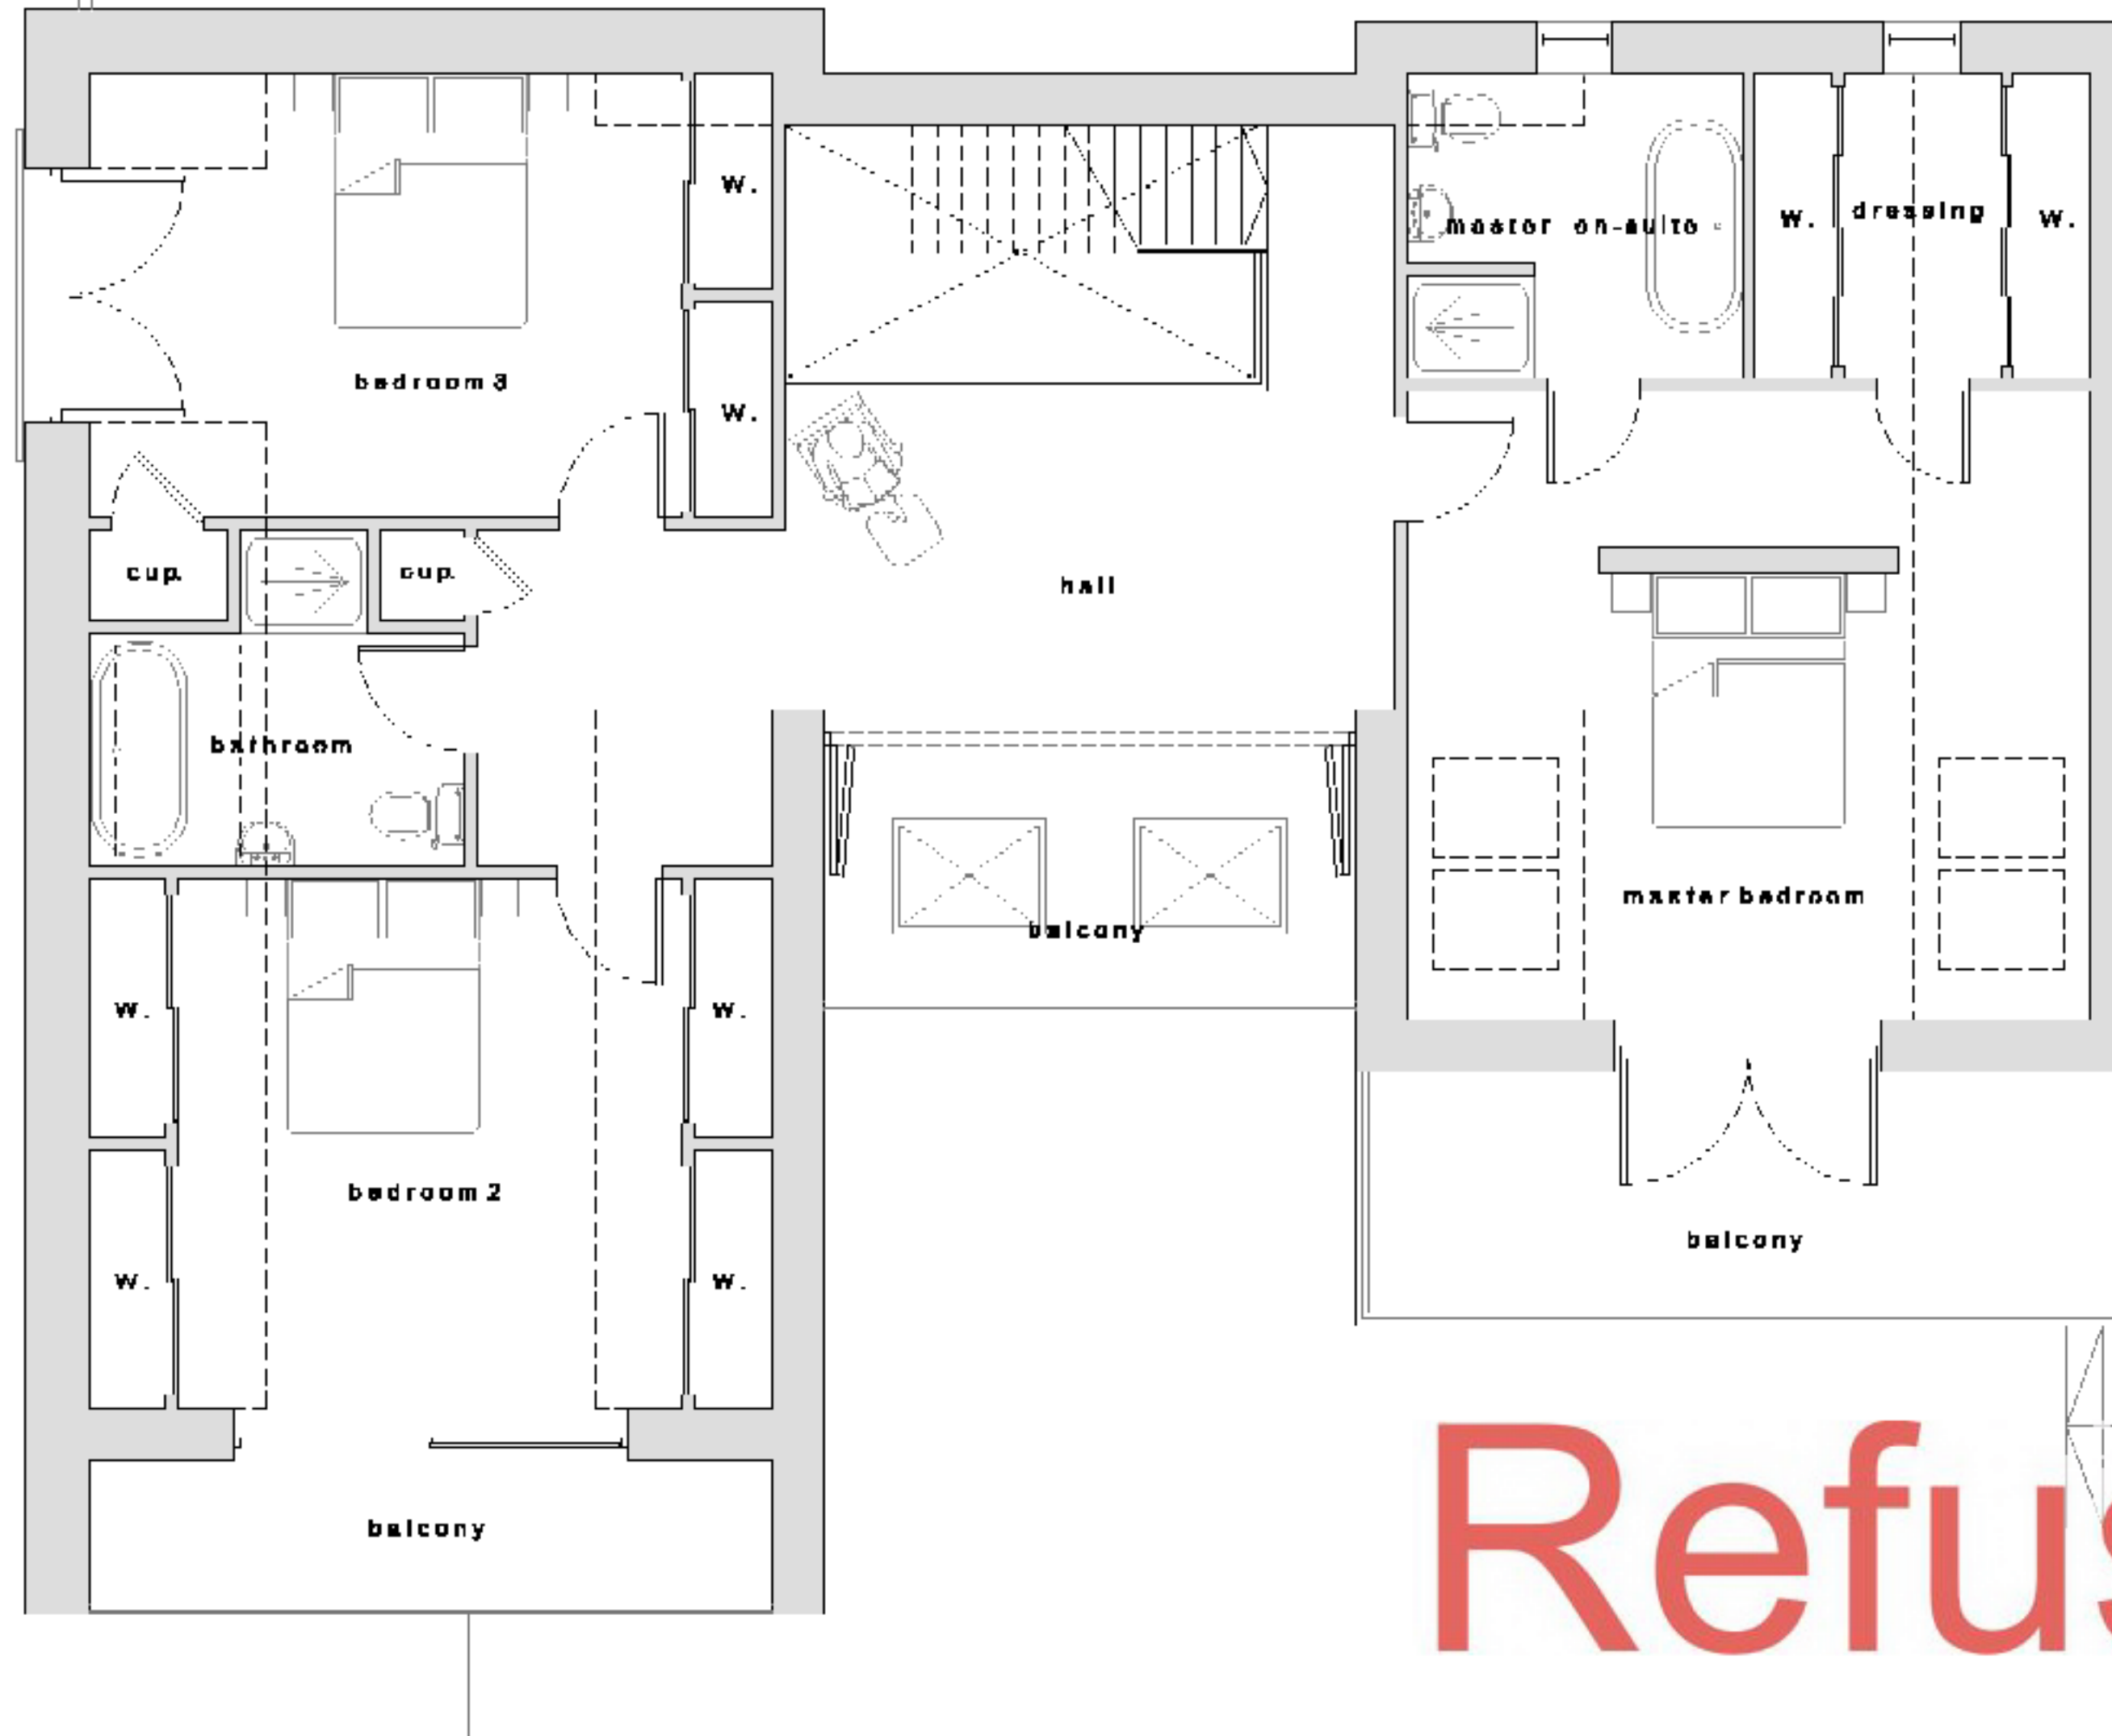 W.
master en-suite
W.
dressing
W.
bedroom 3
W.
cup.
cup.
hall
bathroom
master bedroom
balcony
W.
W.
bedroom 2
balcony
W.
W.
balcony
Refus